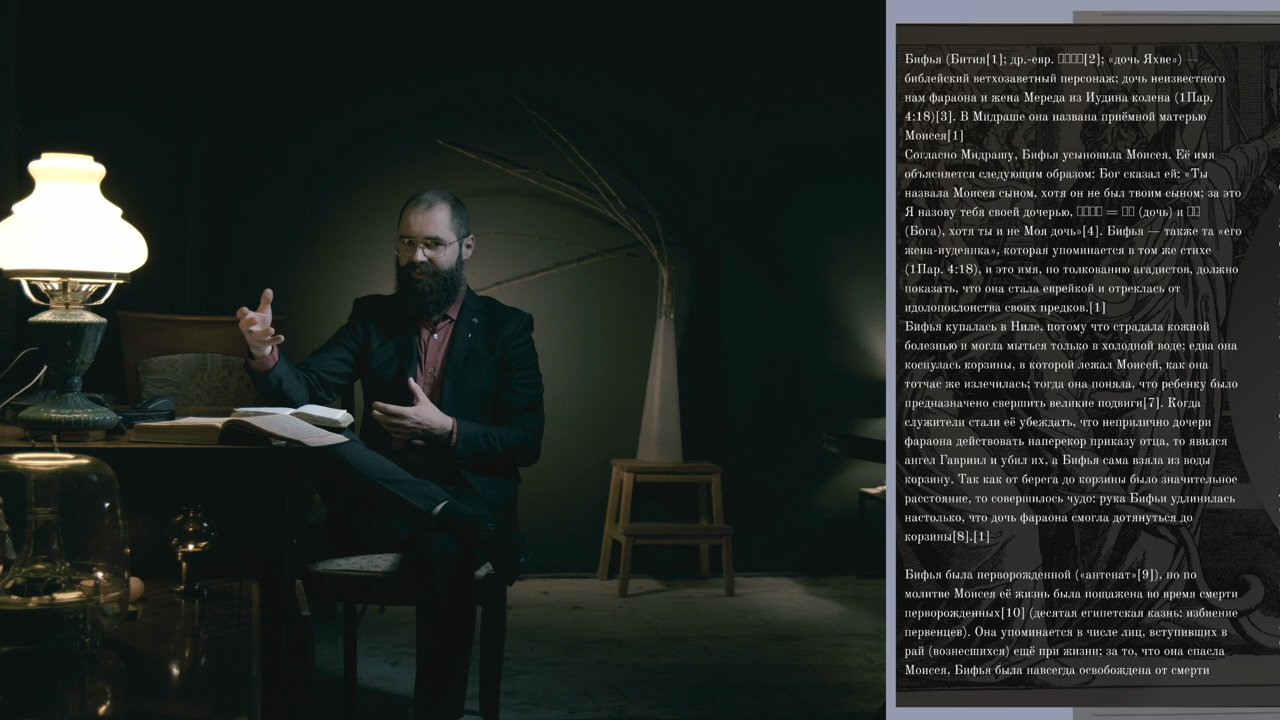 Бифья (Бития[1]; др.-евр. [2]; «дочь Яхве») —
библейский ветхозаветный персонаж; дочь неизвестного
нам фараона и жена Мереда из Иудина колена (1Пар.
4:18)[3]. В Мидраше она названа приёмной матерью
Моисея[1]
Согласно Мидрашу, Бифья усыновила Моисея. Её имя
объясняется следующим образом: Бог сказал ей: «Ты
назвала Моисея сыном, хотя он не был твоим сыном; за это
Я назову тебя своей дочерью, = (дочь) и
(Бога), хотя ты и не Моя дочь»[4]. Бифья — также та «его
жена-иудеянка», которая упоминается в том же стихе
(1Пар. 4:18), и это имя, по толкованию агадистов, должно
показать, что она стала еврейкой и отреклась от
идолопоклонства своих предков.[1]
Бифья купалась в Ниле, потому что страдала кожной
болезнью и могла мыться только в холодной воде; едва она
коснулась корзины, в которой лежал Моисей, как она
тотчас же излечилась; тогда она поняла, что ребенку было
предназначено свершить великие подвиги[7]. Когда
служители стали её убеждать, что неприлично дочери
фараона действовать наперекор приказу отца, то явился
ангел Гавриил и убил их, а Бифья сама взяла из воды
корзину. Так как от берега до корзины было значительное
расстояние, то совершилось чудо: рука Бифьи удлинилась
настолько, что дочь фараона смогла дотянуться до
корзины[8].[1]
Бифья была перворожденной («антенат»[9]), но по
молитве Моисея её жизнь была пощажена во время смерти
перворожденных[10] (десятая египетская казнь: избиение
первенцев). Она упоминается в числе лиц, вступивших в
рай (вознесшихся) ещё при жизни; за то, что она спасла
Моисея, Бифья была навсегда освобождена от смерти